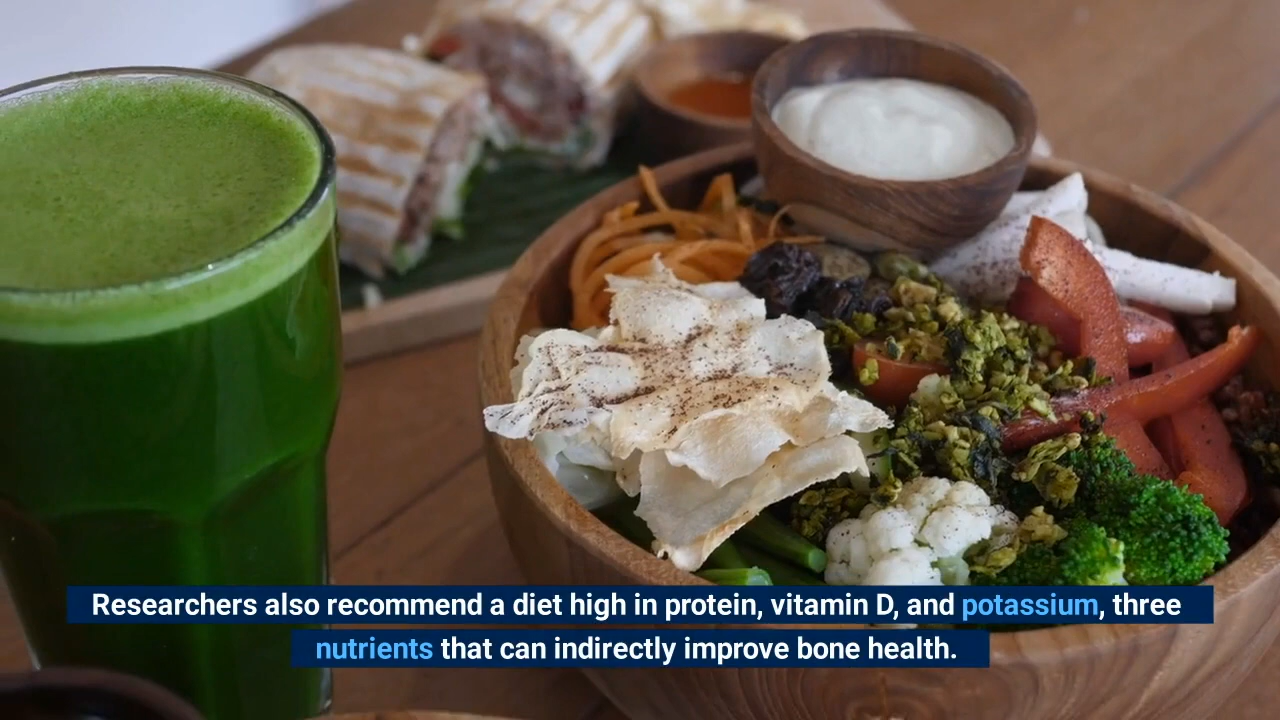 Researchers also recommend a diet high in protein, vitamin D, and potassium, three
nutrients that can indirectly improve bone health.